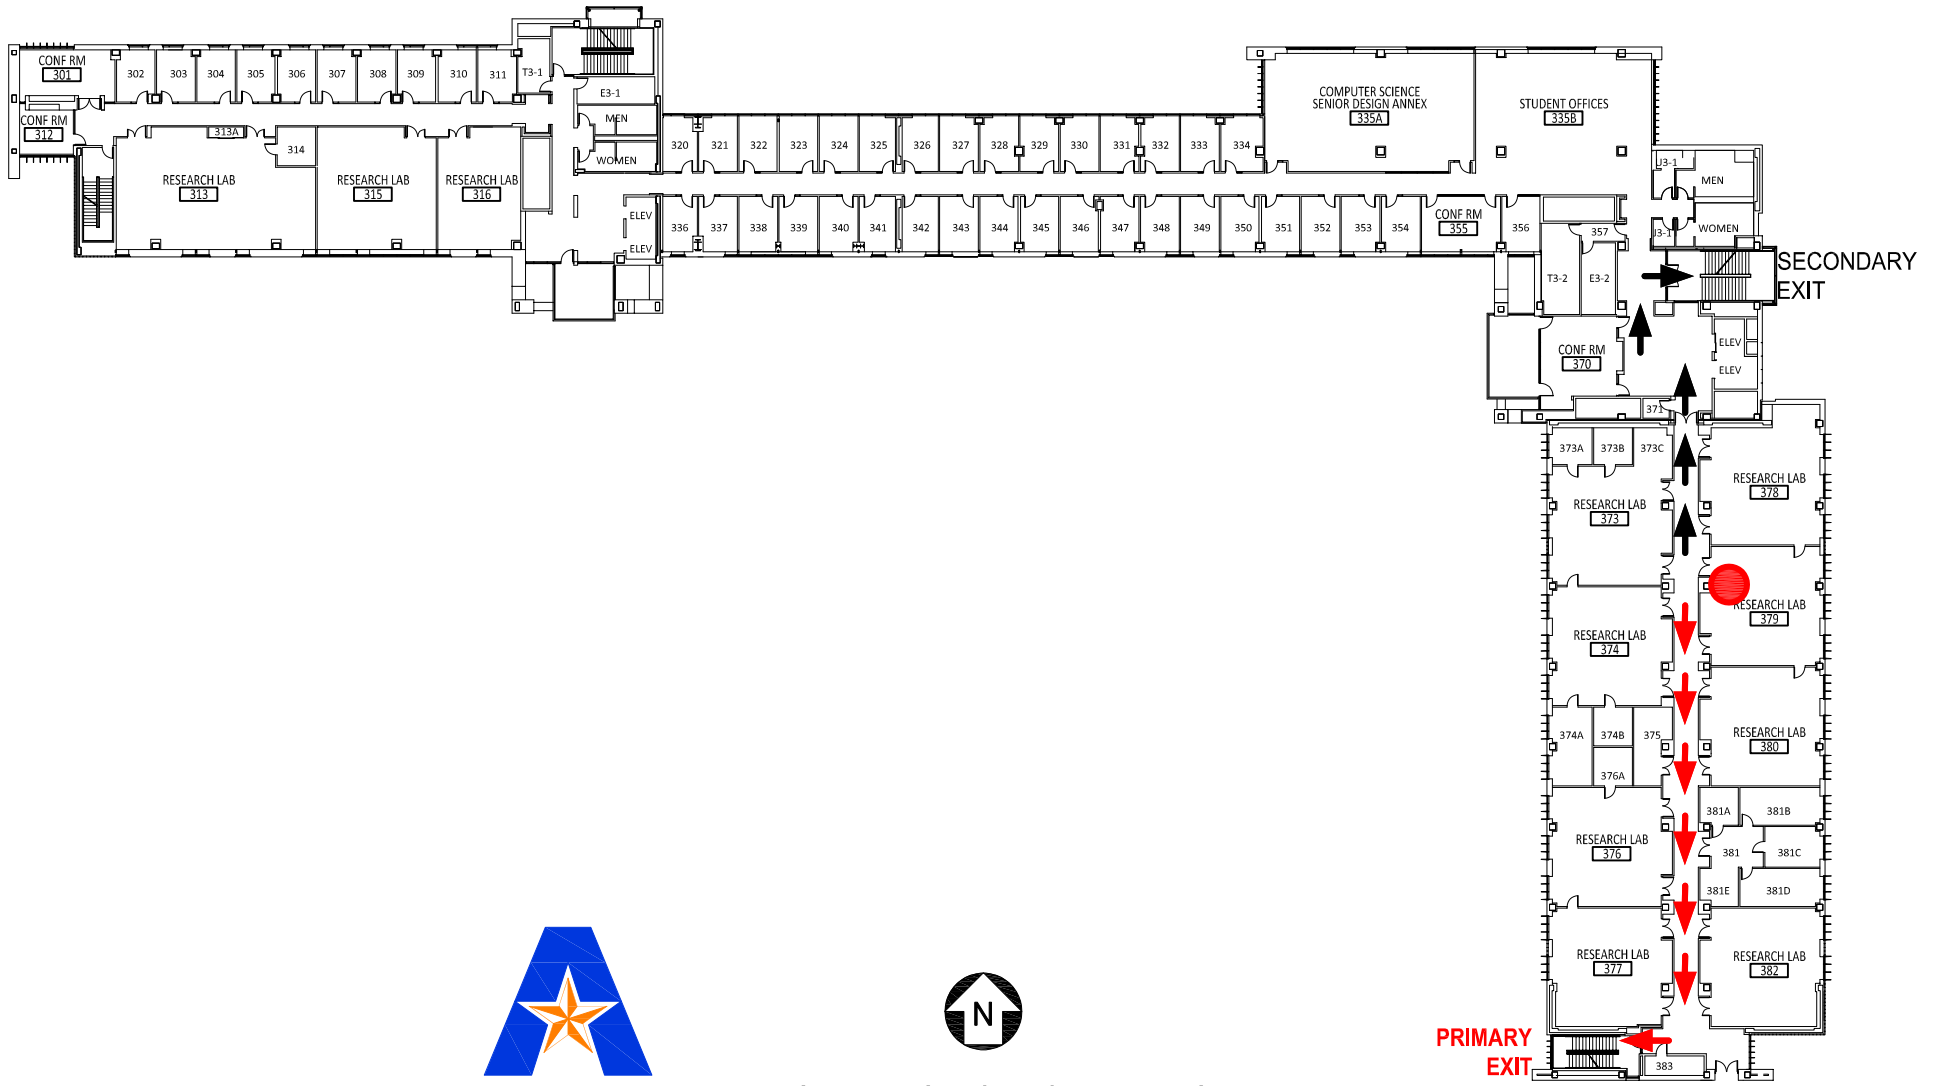 CONF RM
301
302
303
304
305
306
307
308
309
310
311
T3-1
E3-1
MEN
WOMEN
CONF RM
312
313A
314
RESEARCH LAB
313
RESEARCH LAB
315
RESEARCH LAB
316
ELEV
ELEV
320
321
322
323
324
325
326
327
328
329
330
331
332
333
334
COMPUTER SCIENCE
SENIOR DESIGN ANNEX
335A
STUDENT OFFICES
335B
336
337
338
339
340
341
342
343
344
345
346
347
348
349
350
351
352
353
354
CONF RM
355
356
357
J3-1
MEN
J3-1
WOMEN
T3-2
E3-2
SECONDARY
EXIT
CONF RM
370
ELEV
ELEV
371
373A
373B
373C
RESEARCH LAB
373
RESEARCH LAB
378
RESEARCH LAB
379
RESEARCH LAB
374
374A
374B
375
376A
RESEARCH LAB
380
381A
381B
381
381C
381E
381D
RESEARCH LAB
376
RESEARCH LAB
377
RESEARCH LAB
382
383
PRIMARY
EXIT
A
N